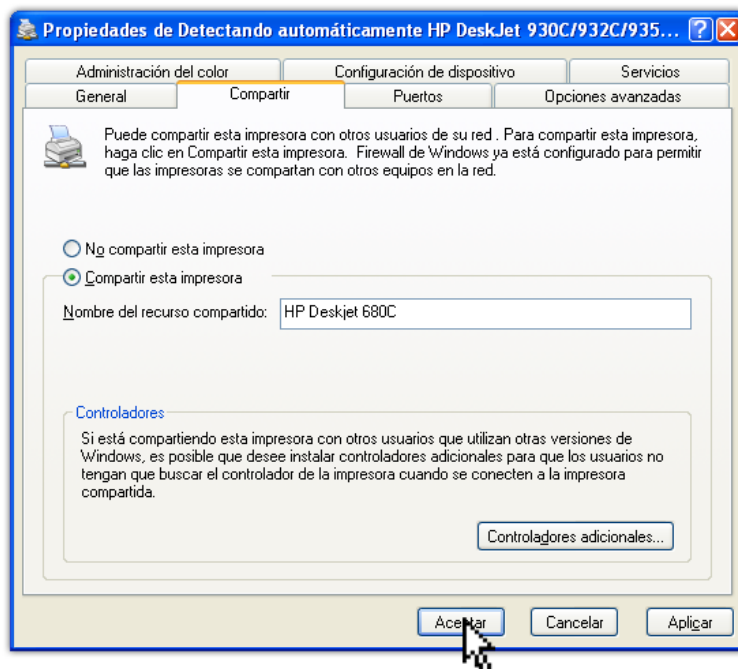 Propiedades de Detectando automáticamente HP DeskJet 930C/932C/935...
Administración del color
Configuración de dispositivo
Servicios
General
Compartir
Puertos
Opciones avanzadas
Puede compartir esta impresora con otros usuarios de su red . Para compartir esta impresora,
haga clic en Compartir esta impresora. Firewall de Windows ya está configurado para permitir
que las impresoras se compartan con otros equipos en la red.
No compartir esta impresora
Compartir esta impresora
Nombre del recurso compartido: HP Deskjet 680C
Controladores
Si está compartiendo esta impresora con otros usuarios que utilizan otras versiones de
Windows, es posible que desee instalar controladores adicionales para que los usuarios no
tengan que buscar el controlador de la impresora cuando se conecten a la impresora
compartida.
Controladores adicionales...
Aceptar
Cancelar
Aplicar